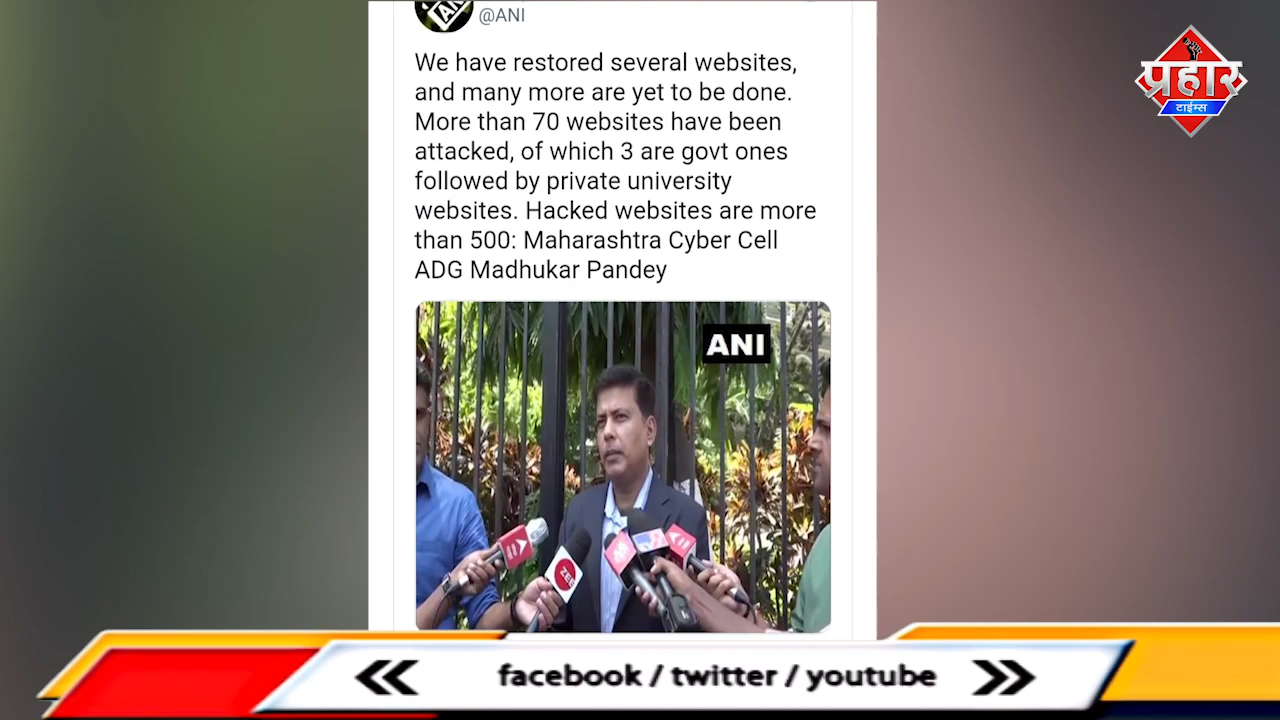 @ANI
We have restored several websites,
and many more are yet to be done.
More than 70 websites have been
attacked, of which 3 are govt ones
followed by private university
websites. Hacked websites are more
than 500: Maharashtra Cyber Cell
ADG Madhukar Pandey
प्रहार
टाईम्स
ANI
ZEE
facebook / twitter / youtube